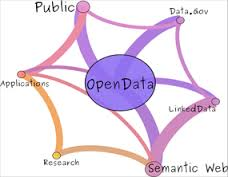 Public
Data.gov
OpenData
Applications
LinkedData
Research
Semantic Web